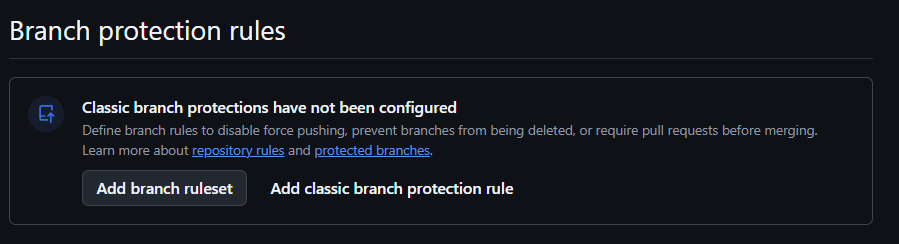 Branch protection rules
Classic branch protections have not been configured
Define branch rules to disable force pushing, prevent branches from being deleted, or require pull requests before merging.
Learn more about repository rules and protected branches.
Add branch ruleset
Add classic branch protection rule